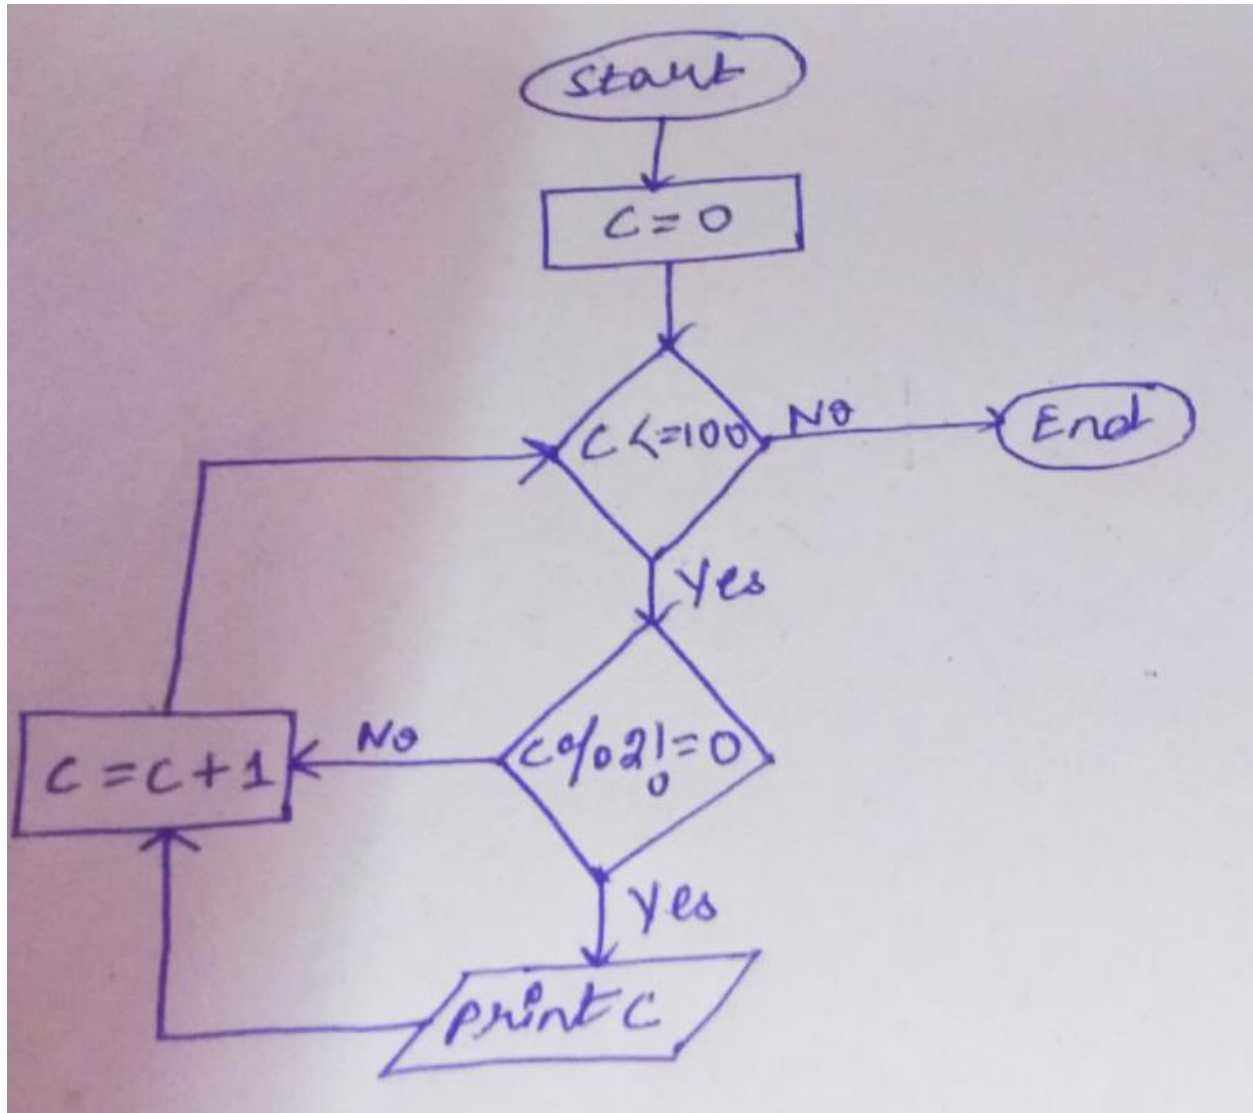 Start
C = 0
C <= 100
No
End
Yes
C % 2 != 0
No
C = C + 1
Yes
print C